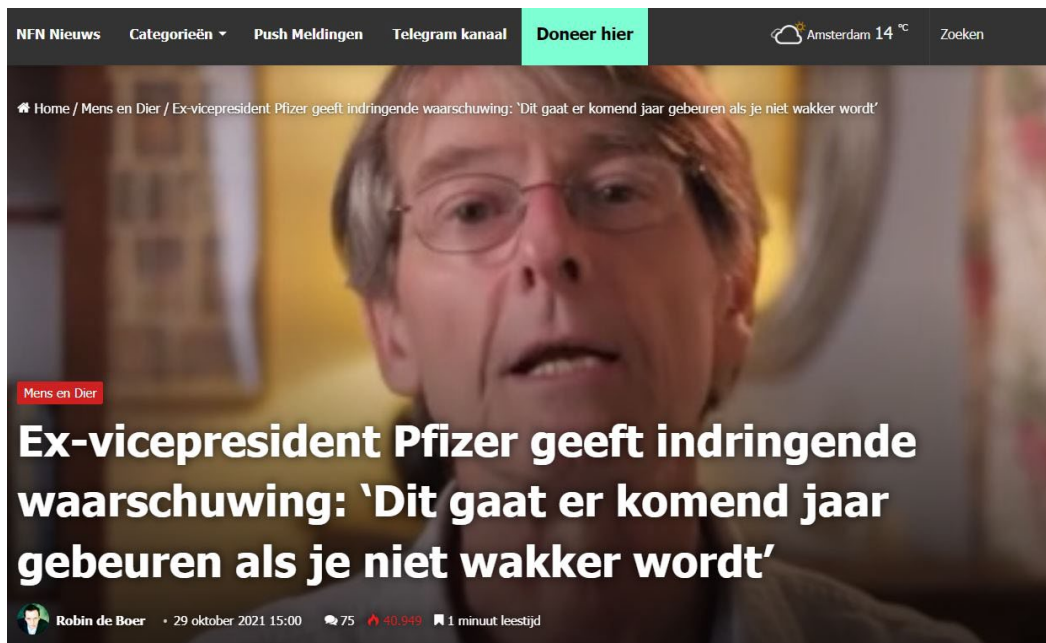 NFN Nieuws Categorieën Push Meldingen Telegram kanaal Doneer hier Amsterdam 14 °C Zoeken
Home / Mens en Dier / Ex-vicepresident Pfizer geeft indringende waarschuwing: ‘Dit gaat er komend jaar gebeuren als je niet wakker wordt’
Mens en Dier
Ex-vicepresident Pfizer geeft indringende
waarschuwing: ‘Dit gaat er komend jaar
gebeuren als je niet wakker wordt’
Robin de Boer • 29 oktober 2021 15:00 75 40.949 1 minuut leestijd